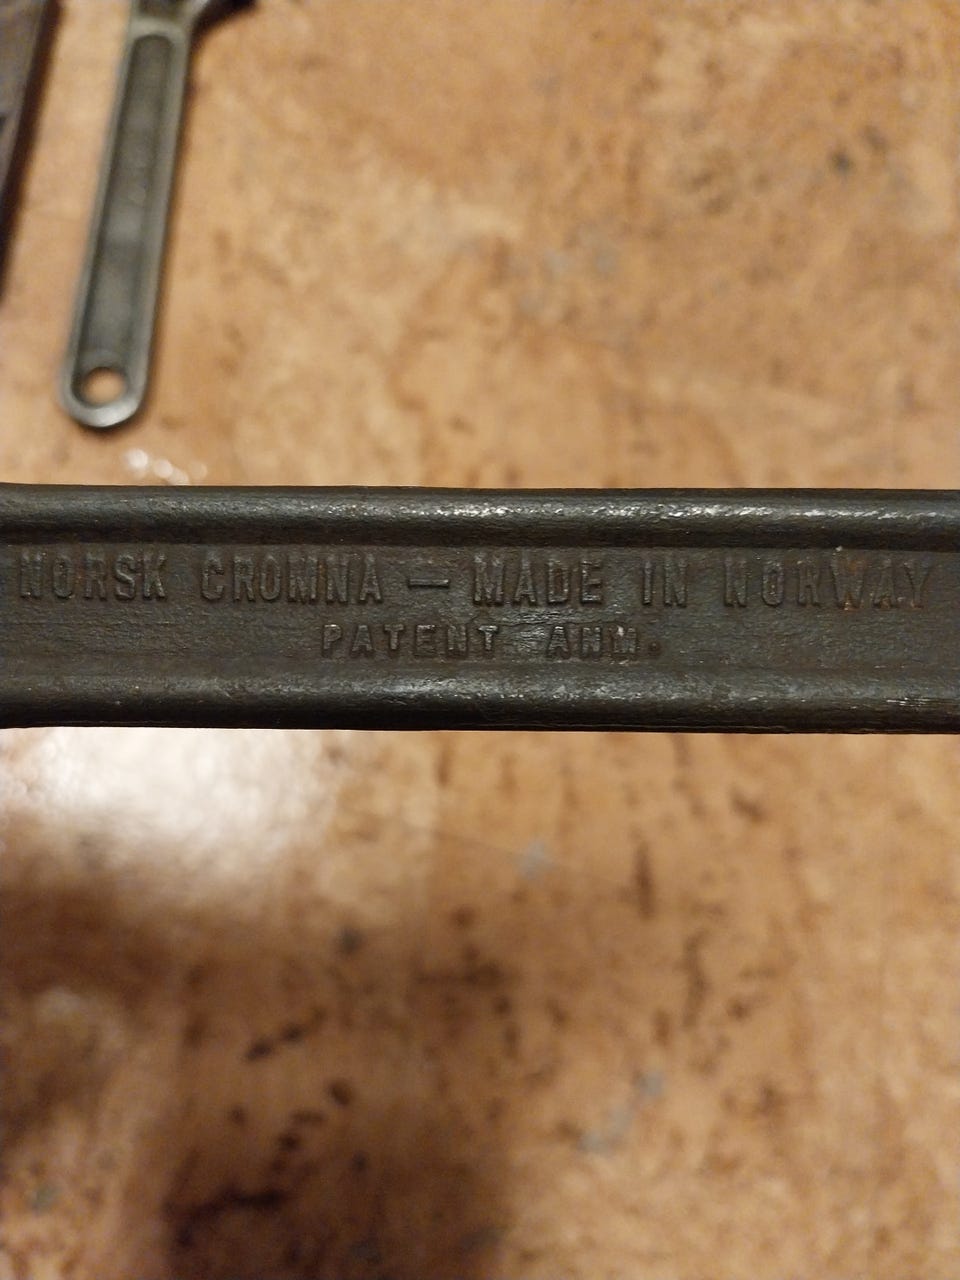 NORSK CROMNA — MADE IN NORWAY
PATENT ANM.